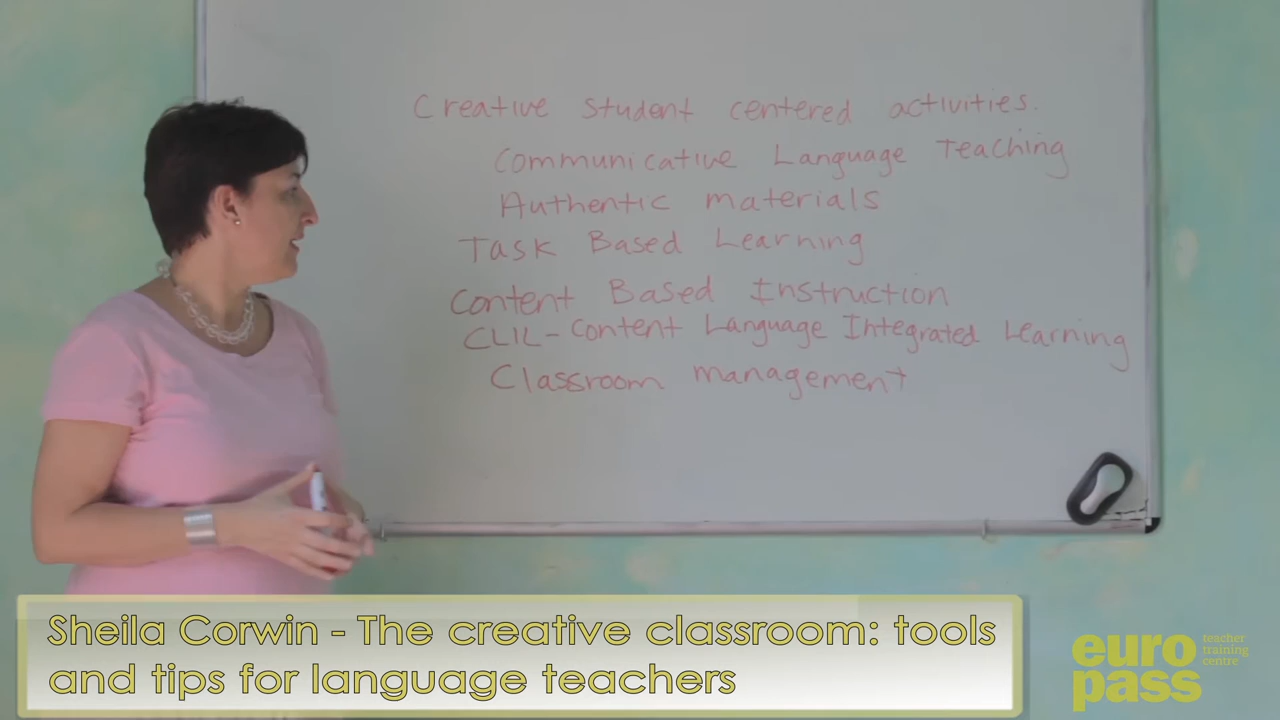 Creative Student centered activities.
Communicative Language Teaching
Authentic materials
Task Based Learning
Content Based Instruction
CLIL - Content Language Integrated Learning
Classroom management
Sheila Corwin - The creative classroom: tools
and tips for language teachers
euro
pass
teacher
training
centre